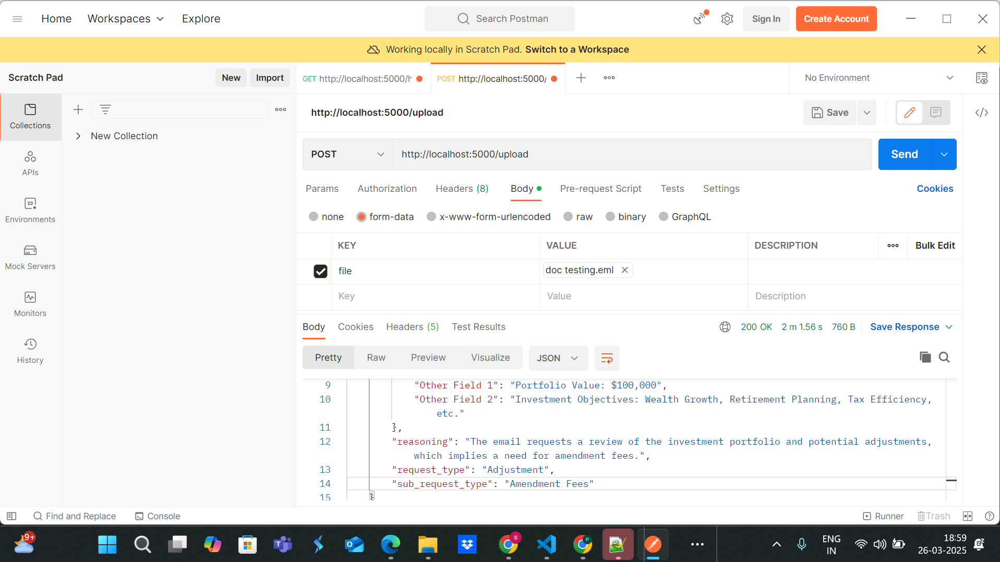 Home Workspaces Explore Search Postman Sign In Create Account
Working locally in Scratch Pad. Switch to a Workspace
Scratch Pad New Import GET http://localhost:5000/h POST http://localhost:5000/ No Environment
Collections
New Collection
APIs
Environments
Mock Servers
Monitors
History
http://localhost:5000/upload Save
POST http://localhost:5000/upload Send
Params Authorization Headers (8) Body Pre-request Script Tests Settings Cookies
none form-data x-www-form-urlencoded raw binary GraphQL
KEY VALUE DESCRIPTION Bulk Edit
file doc testing.eml
Key Value Description
Body Cookies Headers (5) Test Results 200 OK 2 m 1.56 s 760 B Save Response
Pretty Raw Preview Visualize JSON
9 "Other Field 1": "Portfolio Value: $100,000",
10 "Other Field 2": "Investment Objectives: Wealth Growth, Retirement Planning, Tax Efficiency,
etc."
11 },
12 "reasoning": "The email requests a review of the investment portfolio and potential adjustments,
which implies a need for amendment fees.",
13 "request_type": "Adjustment",
14 "sub_request_type": "Amendment Fees"
15 }
Find and Replace Console Runner Trash
9+ S P ENG 18:59
IN 26-03-2025